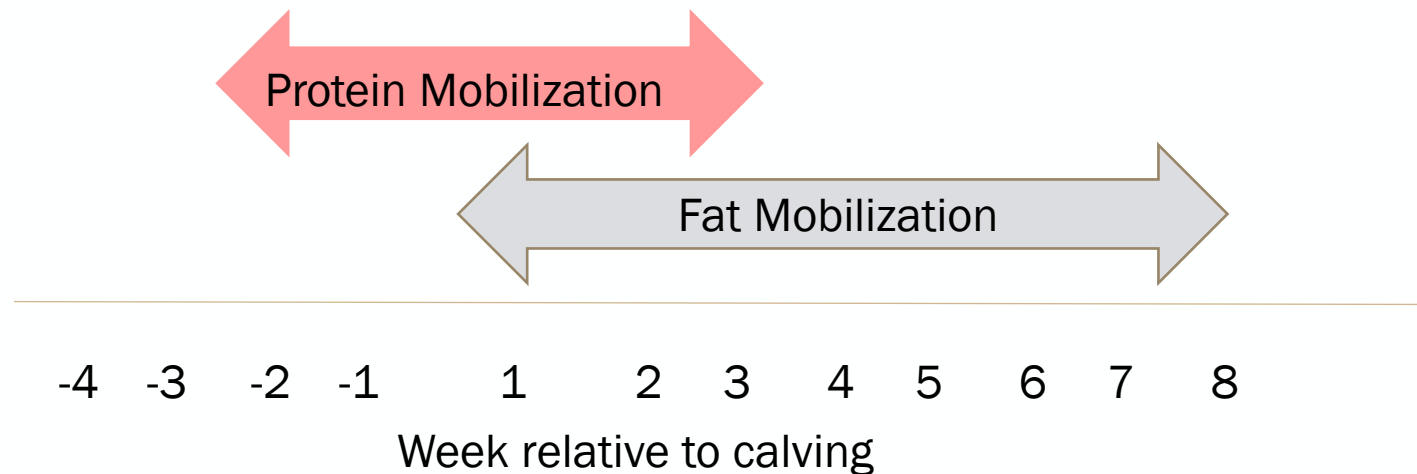 Protein Mobilization
Fat Mobilization
-4 -3 -2 -1 1 2 3 4 5 6 7 8
Week relative to calving